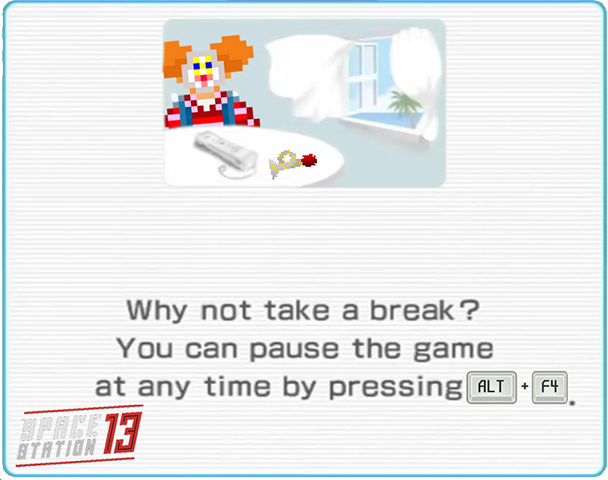 Why not take a break?
You can pause the game
at any time by pressing ALT + F4.
SPACE
STATION 13